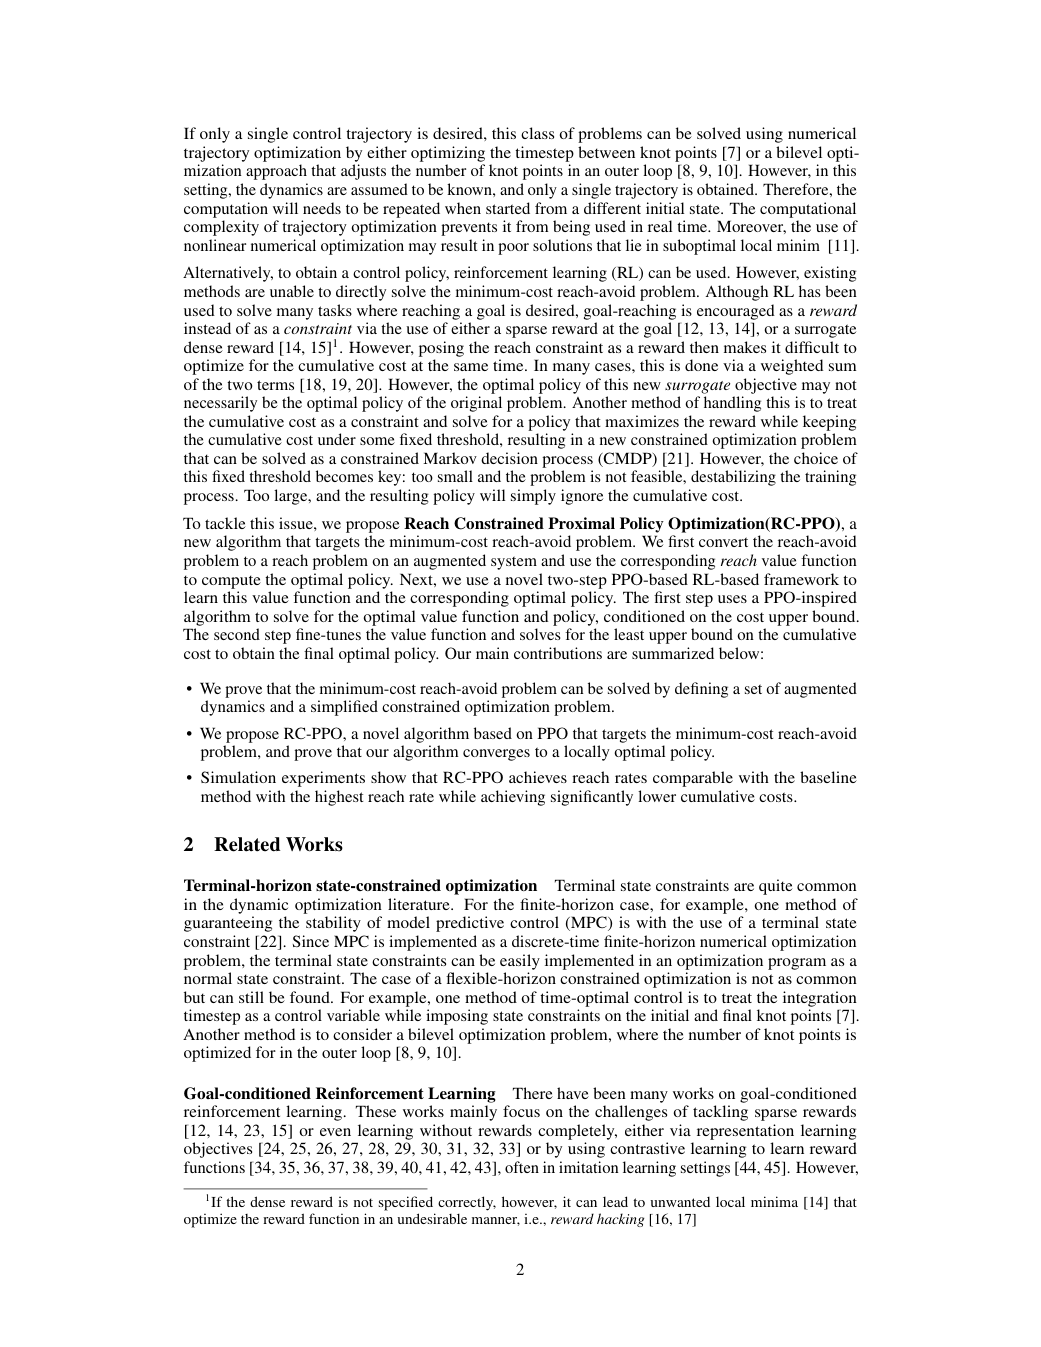 If only a single control trajectory is desired, this class of problems can be solved using numerical
trajectory optimization by either optimizing the timestep between knot points [7] or a bilevel opti-
mization approach that adjusts the number of knot points in an outer loop [8, 9, 10]. However, in this
setting, the dynamics are assumed to be known, and only a single trajectory is obtained. Therefore, the
computation will needs to be repeated when started from a different initial state. The computational
complexity of trajectory optimization prevents it from being used in real time. Moreover, the use of
nonlinear numerical optimization may result in poor solutions that lie in suboptimal local minim [11].
Alternatively, to obtain a control policy, reinforcement learning (RL) can be used. However, existing
methods are unable to directly solve the minimum-cost reach-avoid problem. Although RL has been
used to solve many tasks where reaching a goal is desired, goal-reaching is encouraged as a reward
instead of as a constraint via the use of either a sparse reward at the goal [12, 13, 14], or a surrogate
dense reward [14, 15]1. However, posing the reach constraint as a reward then makes it difficult to
optimize for the cumulative cost at the same time. In many cases, this is done via a weighted sum
of the two terms [18, 19, 20]. However, the optimal policy of this new surrogate objective may not
necessarily be the optimal policy of the original problem. Another method of handling this is to treat
the cumulative cost as a constraint and solve for a policy that maximizes the reward while keeping
the cumulative cost under some fixed threshold, resulting in a new constrained optimization problem
that can be solved as a constrained Markov decision process (CMDP) [21]. However, the choice of
this fixed threshold becomes key: too small and the problem is not feasible, destabilizing the training
process. Too large, and the resulting policy will simply ignore the cumulative cost.
To tackle this issue, we propose Reach Constrained Proximal Policy Optimization(RC-PPO), a
new algorithm that targets the minimum-cost reach-avoid problem. We first convert the reach-avoid
problem to a reach problem on an augmented system and use the corresponding reach value function
to compute the optimal policy. Next, we use a novel two-step PPO-based RL-based framework to
learn this value function and the corresponding optimal policy. The first step uses a PPO-inspired
algorithm to solve for the optimal value function and policy, conditioned on the cost upper bound.
The second step fine-tunes the value function and solves for the least upper bound on the cumulative
cost to obtain the final optimal policy. Our main contributions are summarized below:
• We prove that the minimum-cost reach-avoid problem can be solved by defining a set of augmented
dynamics and a simplified constrained optimization problem.
• We propose RC-PPO, a novel algorithm based on PPO that targets the minimum-cost reach-avoid
problem, and prove that our algorithm converges to a locally optimal policy.
• Simulation experiments show that RC-PPO achieves reach rates comparable with the baseline
method with the highest reach rate while achieving significantly lower cumulative costs.
2 Related Works
Terminal-horizon state-constrained optimization Terminal state constraints are quite common
in the dynamic optimization literature. For the finite-horizon case, for example, one method of
guaranteeing the stability of model predictive control (MPC) is with the use of a terminal state
constraint [22]. Since MPC is implemented as a discrete-time finite-horizon numerical optimization
problem, the terminal state constraints can be easily implemented in an optimization program as a
normal state constraint. The case of a flexible-horizon constrained optimization is not as common
but can still be found. For example, one method of time-optimal control is to treat the integration
timestep as a control variable while imposing state constraints on the initial and final knot points [7].
Another method is to consider a bilevel optimization problem, where the number of knot points is
optimized for in the outer loop [8, 9, 10].
Goal-conditioned Reinforcement Learning There have been many works on goal-conditioned
reinforcement learning. These works mainly focus on the challenges of tackling sparse rewards
[12, 14, 23, 15] or even learning without rewards completely, either via representation learning
objectives [24, 25, 26, 27, 28, 29, 30, 31, 32, 33] or by using contrastive learning to learn reward
functions [34, 35, 36, 37, 38, 39, 40, 41, 42, 43], often in imitation learning settings [44, 45]. However,
1If the dense reward is not specified correctly, however, it can lead to unwanted local minima [14] that
optimize the reward function in an undesirable manner, i.e., reward hacking [16, 17]
2